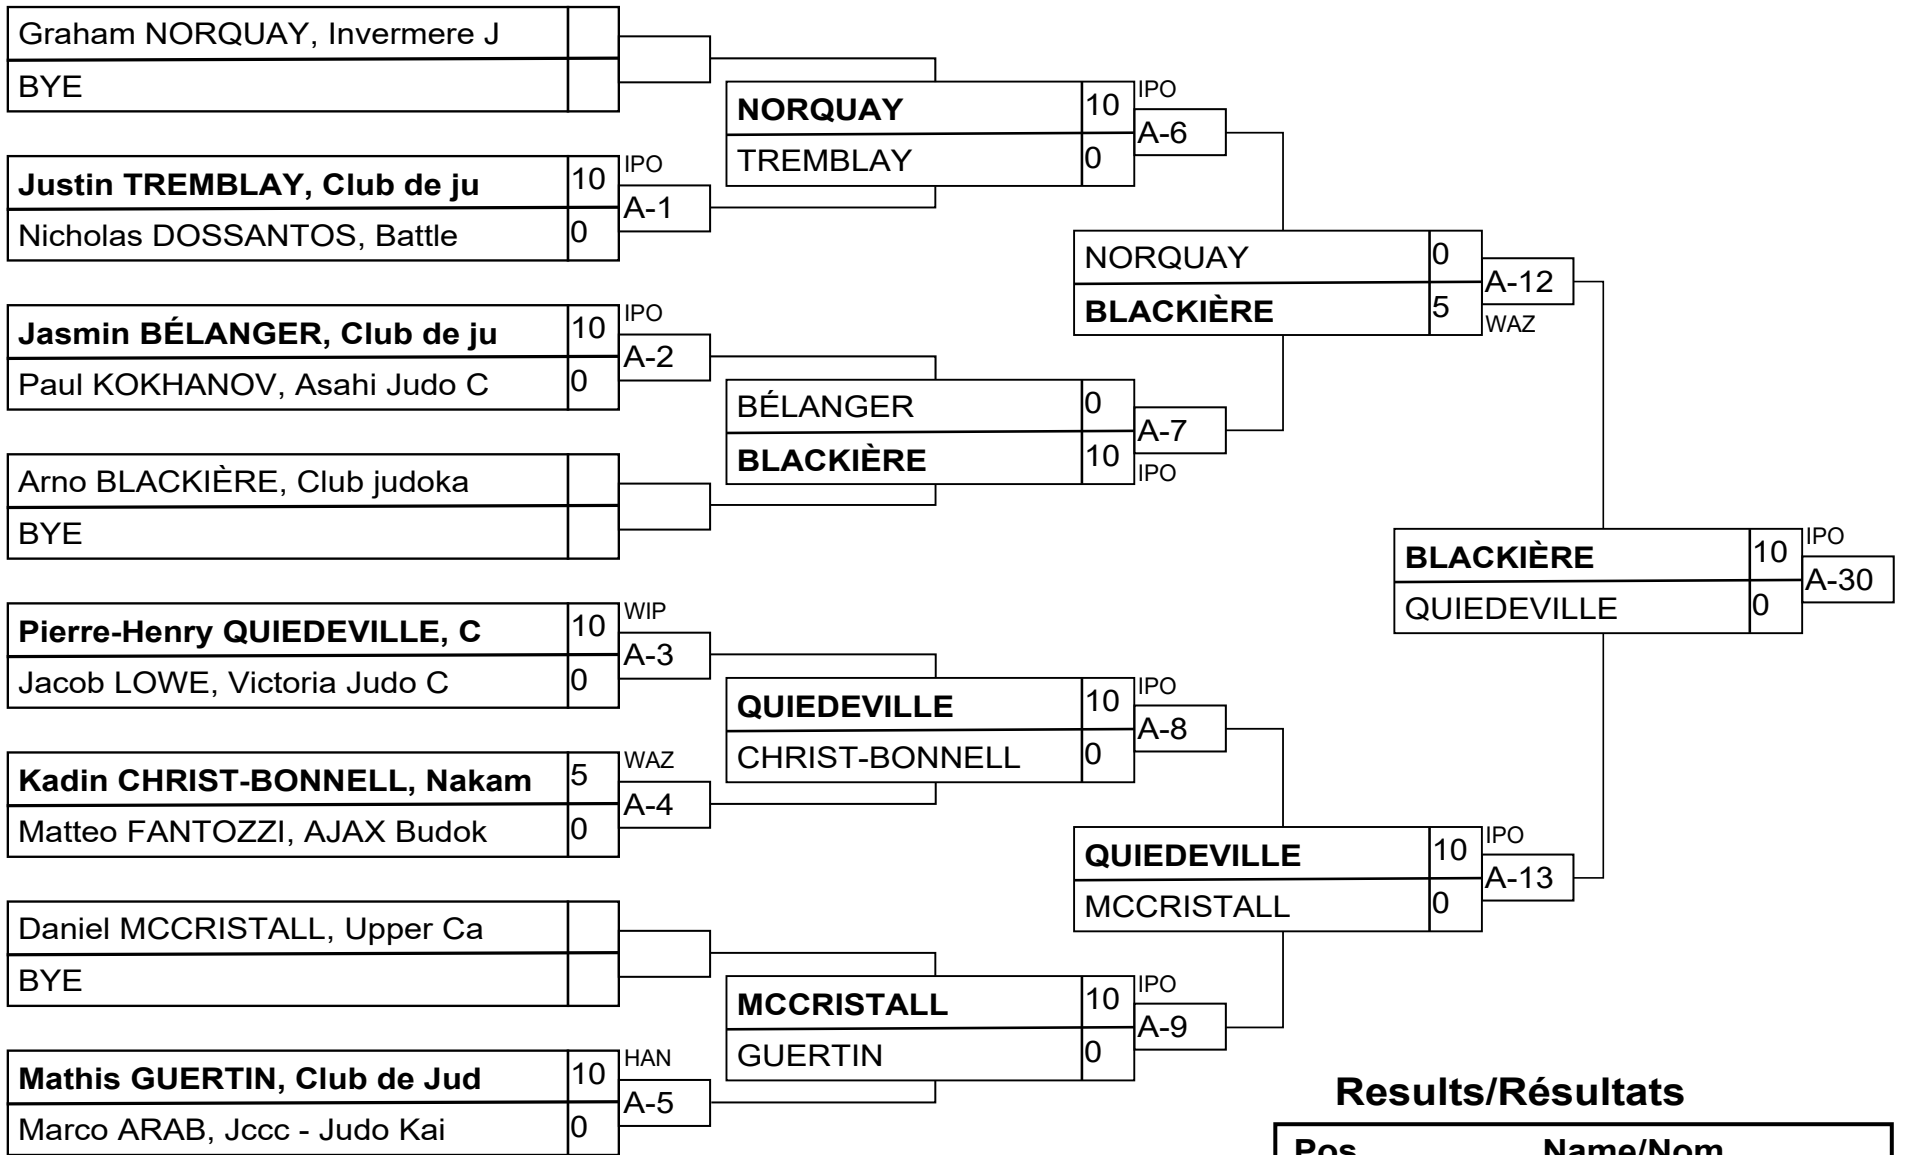 Graham NORQUAY, Invermere J
BYE
Justin TREMBLAY, Club de ju 10 IPO
A-1
Nicholas DOSSANTOS, Battle 0
Jasmin BÉLANGER, Club de ju 10 IPO
A-2
Paul KOKHANOV, Asahi Judo C 0
Arno BLACKIÈRE, Club judoka
BYE
Pierre-Henry QUIEDEVILLE, C 10 WIP
A-3
Jacob LOWE, Victoria Judo C 0
Kadin CHRIST-BONNELL, Nakam 5 WAZ
A-4
Matteo FANTOZZI, AJAX Budok 0
Daniel MCCRISTALL, Upper Ca
BYE
Mathis GUERTIN, Club de Jud 10 HAN
A-5
Marco ARAB, Jccc - Judo Kai 0
NORQUAY 10 IPO
A-6
TREMBLAY 0
BÉLANGER 0
A-7
BLACKIÈRE 10 IPO
QUIEDEVILLE 10 IPO
A-8
CHRIST-BONNELL 0
MCCRISTALL 10 IPO
A-9
GUERTIN 0
NORQUAY 0
A-12
BLACKIÈRE 5 WAZ
QUIEDEVILLE 10 IPO
A-13
MCCRISTALL 0
BLACKIÈRE 10 IPO
A-30
QUIEDEVILLE 0
Results/Résultats
Pos Name/Nom